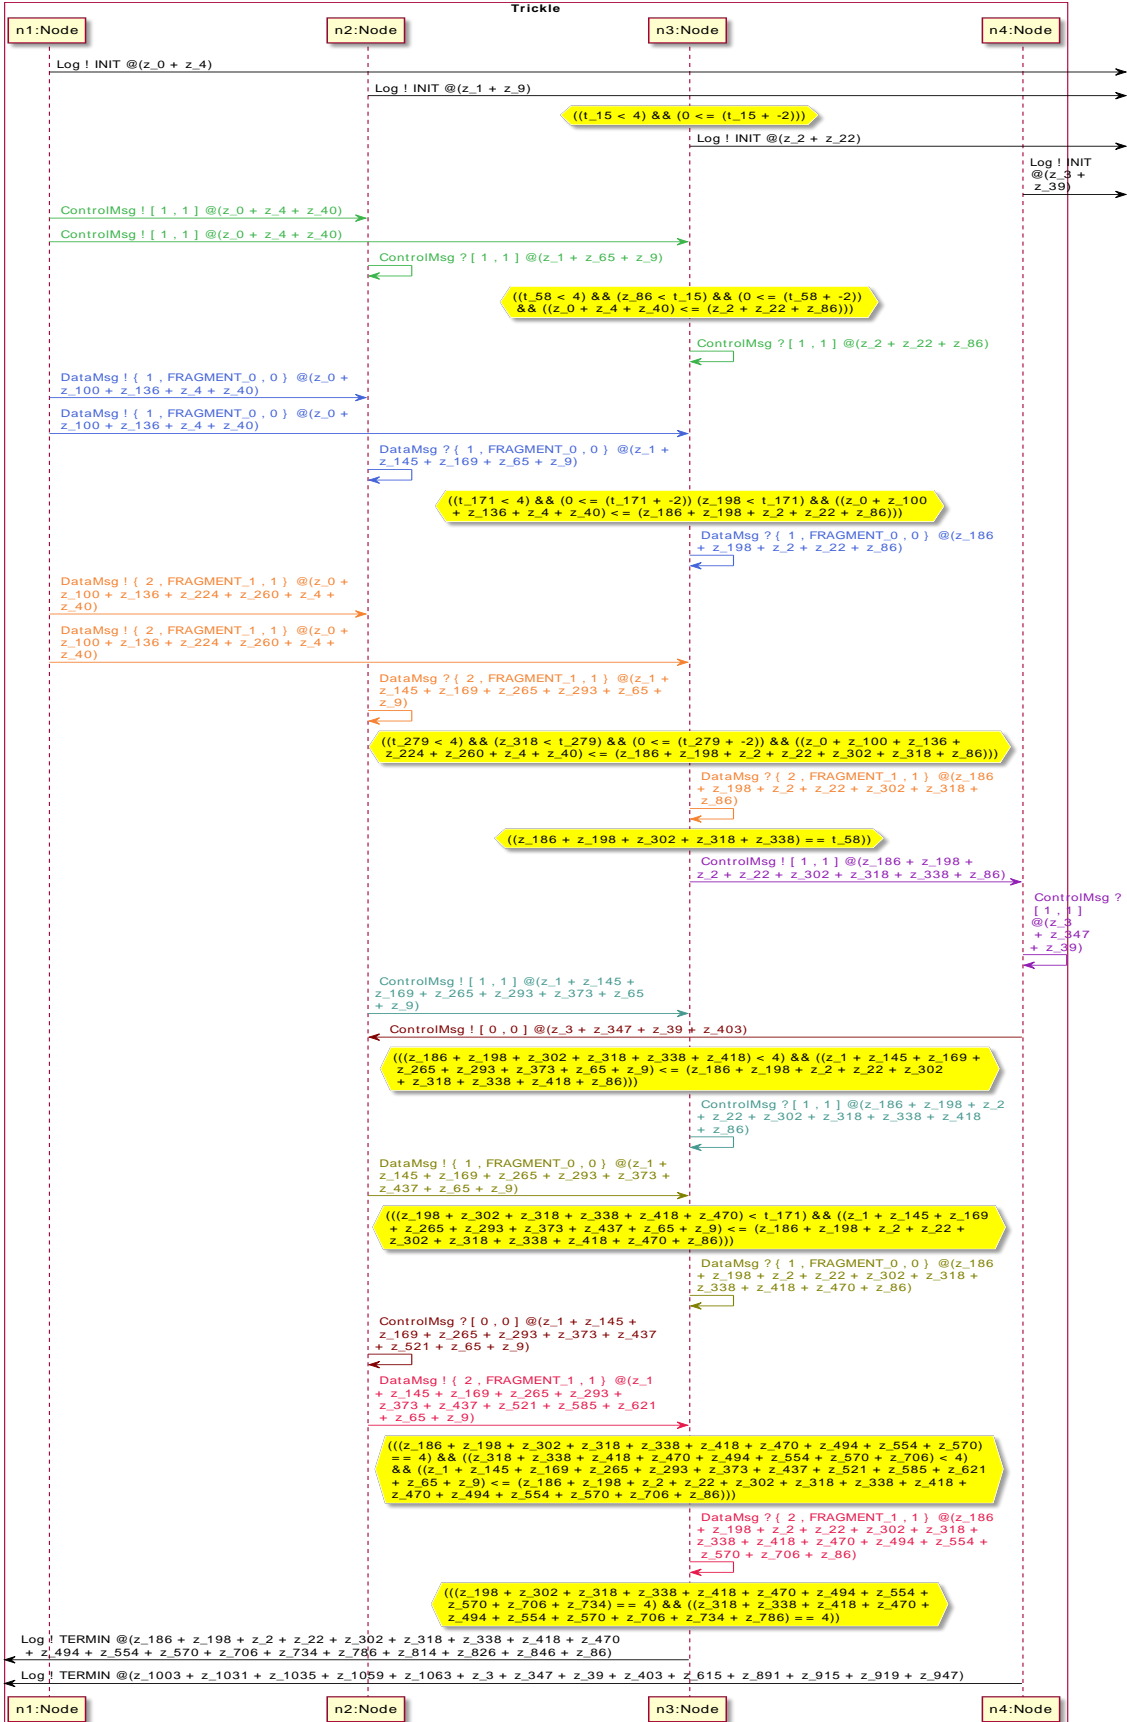 Trickle
n1:Node
n2:Node
n3:Node
n4:Node
Log ! INIT @(z_0 + z_4)
Log ! INIT @(z_1 + z_9)
((t_15 < 4) && (0 <= (t_15 + -2)))
Log ! INIT @(z_2 + z_22)
Log ! INIT
@(z_3 +
z_39)
ControlMsg ! [ 1 , 1 ] @(z_0 + z_4 + z_40)
ControlMsg ! [ 1 , 1 ] @(z_0 + z_4 + z_40)
ControlMsg ? [ 1 , 1 ] @(z_1 + z_65 + z_9)
((t_58 < 4) && (z_86 < t_15) && (0 <= (t_58 + -2))
&& ((z_0 + z_4 + z_40) <= (z_2 + z_22 + z_86)))
ControlMsg ? [ 1 , 1 ] @(z_2 + z_22 + z_86)
DataMsg ! { 1 , FRAGMENT_0 , 0 } @(z_0 +
z_100 + z_136 + z_4 + z_40)
DataMsg ! { 1 , FRAGMENT_0 , 0 } @(z_0 +
z_100 + z_136 + z_4 + z_40)
DataMsg ? { 1 , FRAGMENT_0 , 0 } @(z_1 +
z_145 + z_169 + z_65 + z_9)
((t_171 < 4) && (0 <= (t_171 + -2)) (z_198 < t_171) && ((z_0 + z_100
+ z_136 + z_4 + z_40) <= (z_186 + z_198 + z_2 + z_22 + z_86)))
DataMsg ? { 1 , FRAGMENT_0 , 0 } @(z_186
+ z_198 + z_2 + z_22 + z_86)
DataMsg ! { 2 , FRAGMENT_1 , 1 } @(z_0 +
z_100 + z_136 + z_224 + z_260 + z_4 +
z_40)
DataMsg ! { 2 , FRAGMENT_1 , 1 } @(z_0 +
z_100 + z_136 + z_224 + z_260 + z_4 +
z_40)
DataMsg ? { 2 , FRAGMENT_1 , 1 } @(z_1 +
z_145 + z_169 + z_265 + z_293 + z_65 +
z_9)
((t_279 < 4) && (z_318 < t_279) && (0 <= (t_279 + -2)) && ((z_0 + z_100 + z_136 +
z_224 + z_260 + z_4 + z_40) <= (z_186 + z_198 + z_2 + z_22 + z_302 + z_318 + z_86)))
DataMsg ? { 2 , FRAGMENT_1 , 1 } @(z_186
+ z_198 + z_2 + z_22 + z_302 + z_318 +
z_86)
((z_186 + z_198 + z_302 + z_318 + z_338) == t_58))
ControlMsg ! [ 1 , 1 ] @(z_186 + z_198 +
z_2 + z_22 + z_302 + z_318 + z_338 + z_86)
ControlMsg ?
[ 1 , 1 ]
@(z_3
+ z_347
+ z_39)
ControlMsg ! [ 1 , 1 ] @(z_1 + z_145 +
z_169 + z_265 + z_293 + z_373 + z_65
+ z_9)
ControlMsg ! [ 0 , 0 ] @(z_3 + z_347 + z_39 + z_403)
(((z_186 + z_198 + z_302 + z_318 + z_338 + z_418) < 4) && ((z_1 + z_145 + z_169 +
z_265 + z_293 + z_373 + z_65 + z_9) <= (z_186 + z_198 + z_2 + z_22 + z_302
+ z_318 + z_338 + z_418 + z_86)))
ControlMsg ? [ 1 , 1 ] @(z_186 + z_198 + z_2
+ z_22 + z_302 + z_318 + z_338 + z_418
+ z_86)
DataMsg ! { 1 , FRAGMENT_0 , 0 } @(z_1 +
z_145 + z_169 + z_265 + z_293 + z_373 +
z_437 + z_65 + z_9)
(((z_198 + z_302 + z_318 + z_338 + z_418 + z_470) < t_171) && ((z_1 + z_145 + z_169
+ z_265 + z_293 + z_373 + z_437 + z_65 + z_9) <= (z_186 + z_198 + z_2 + z_22 +
z_302 + z_318 + z_338 + z_418 + z_470 + z_86)))
DataMsg ? { 1 , FRAGMENT_0 , 0 } @(z_186
+ z_198 + z_2 + z_22 + z_302 + z_318 +
z_338 + z_418 + z_470 + z_86)
ControlMsg ? [ 0 , 0 ] @(z_1 + z_145 +
z_169 + z_265 + z_293 + z_373 + z_437
+ z_521 + z_65 + z_9)
DataMsg ! { 2 , FRAGMENT_1 , 1 } @(z_1
+ z_145 + z_169 + z_265 + z_293 +
z_373 + z_437 + z_521 + z_585 + z_621
+ z_65 + z_9)
(((z_186 + z_198 + z_302 + z_318 + z_338 + z_418 + z_470 + z_494 + z_554 + z_570)
== 4) && ((z_318 + z_338 + z_418 + z_470 + z_494 + z_554 + z_570 + z_706) < 4)
&& ((z_1 + z_145 + z_169 + z_265 + z_293 + z_373 + z_437 + z_521 + z_585 + z_621
+ z_65 + z_9) <= (z_186 + z_198 + z_2 + z_22 + z_302 + z_318 + z_338 + z_418 +
z_470 + z_494 + z_554 + z_570 + z_706 + z_86)))
DataMsg ? { 2 , FRAGMENT_1 , 1 } @(z_186
+ z_198 + z_2 + z_22 + z_302 + z_318 +
z_338 + z_418 + z_470 + z_494 + z_554 +
z_570 + z_706 + z_86)
(((z_198 + z_302 + z_318 + z_338 + z_418 + z_470 + z_494 + z_554 +
z_570 + z_706 + z_734) == 4) && ((z_318 + z_338 + z_418 + z_470 +
z_494 + z_554 + z_570 + z_706 + z_734 + z_786) == 4))
Log ! TERMIN @(z_186 + z_198 + z_2 + z_22 + z_302 + z_318 + z_338 + z_418 + z_470
+ z_494 + z_554 + z_570 + z_706 + z_734 + z_786 + z_814 + z_826 + z_846 + z_86)
Log ! TERMIN @(z_1003 + z_1031 + z_1035 + z_1059 + z_1063 + z_3 + z_347 + z_39 + z_403 + z_615 + z_891 + z_915 + z_919 + z_947)
n1:Node
n2:Node
n3:Node
n4:Node